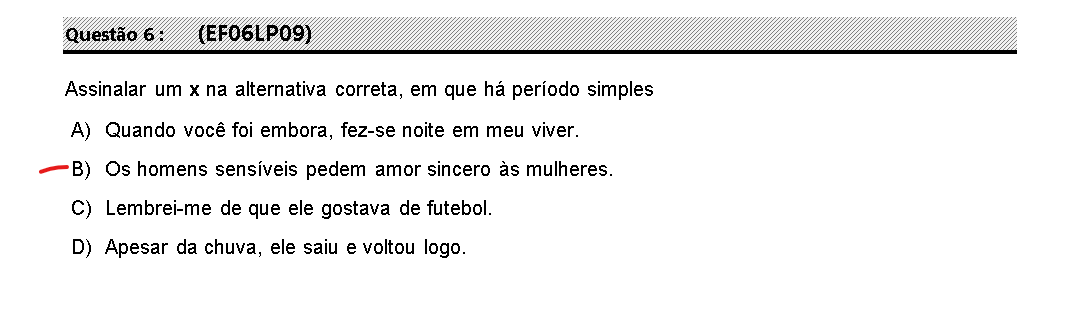 Questão 6 : (EF06LP09)
Assinalar um x na alternativa correta, em que há período simples
A) Quando você foi embora, fez-se noite em meu viver.
B) Os homens sensíveis pedem amor sincero às mulheres.
C) Lembrei-me de que ele gostava de futebol.
D) Apesar da chuva, ele saiu e voltou logo.